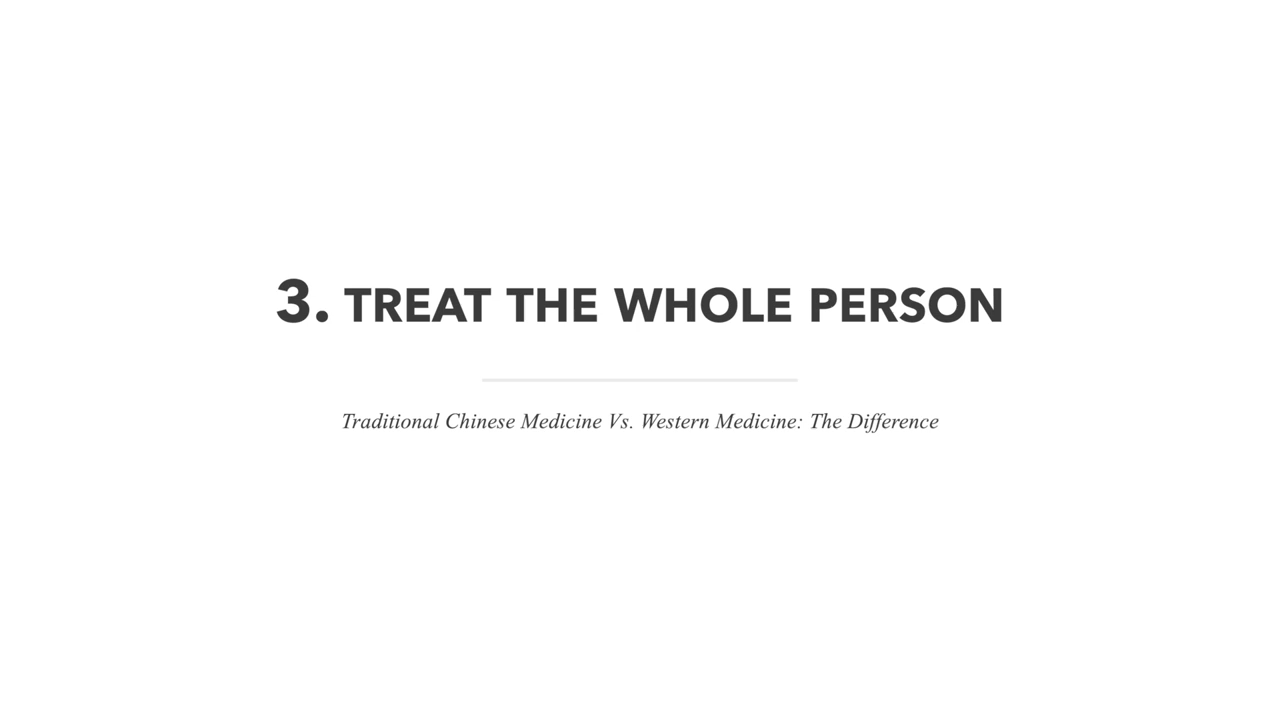 3. TREAT THE WHOLE PERSON
Traditional Chinese Medicine Vs. Western Medicine: The Difference